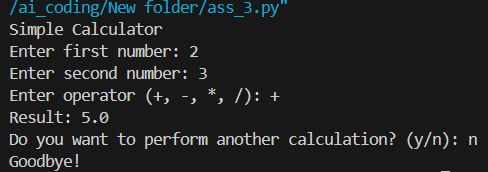 /ai_coding/New folder/ass_3.py"
Simple Calculator
Enter first number: 2
Enter second number: 3
Enter operator (+, -, *, /): +
Result: 5.0
Do you want to perform another calculation? (y/n): n
Goodbye!